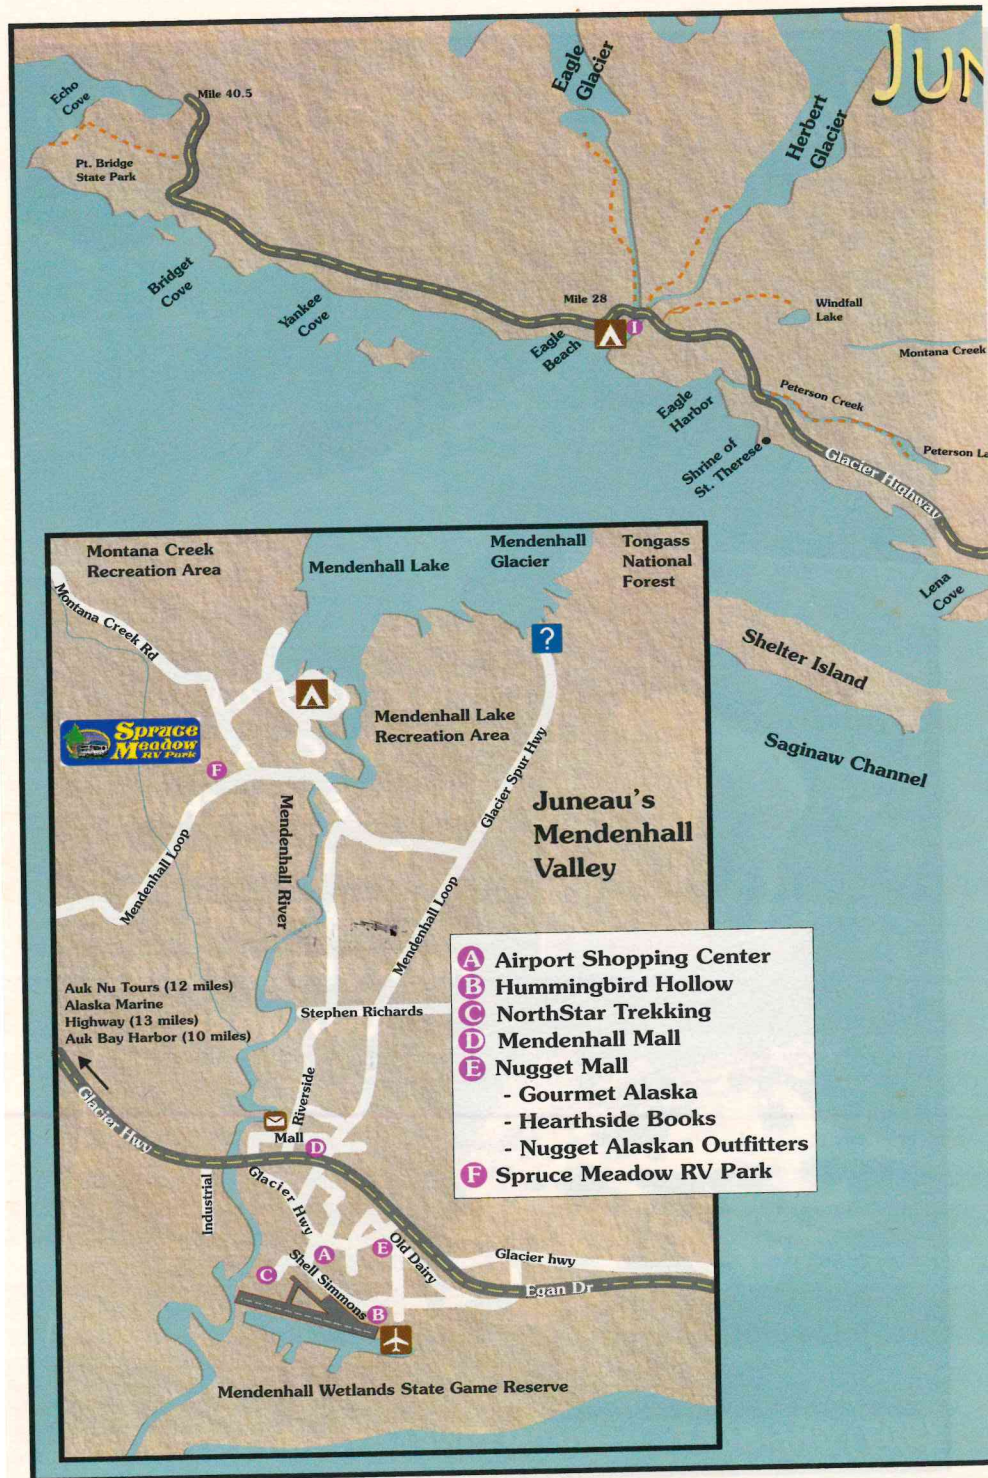 JUN
Echo
Cove
Mile 40.5
Eagle
Glacier
Herbert
Glacier
Pt. Bridge
State Park
Bridget
Cove
Yankee
Cove
Mile 28
Eagle
Beach
I
Windfall
Lake
Montana Creek
Eagle
Harbor
Peterson Creek
Peterson La
Shrine of
St. Therese
Glacier Highway
Lena
Cove
Shelter Island
Saginaw Channel
Montana Creek
Recreation Area
Mendenhall Lake
Mendenhall
Glacier
Tongass
National
Forest
Montana Creek Rd
?
Spruce
Meadow
RV Park
F
Mendenhall Lake
Recreation Area
Glacier Spur Hwy
Juneau's
Mendenhall
Valley
Mendenhall Loop
Mendenhall River
Mendenhall Loop
Auk Nu Tours (12 miles)
Alaska Marine
Highway (13 miles)
Auk Bay Harbor (10 miles)
Stephen Richards
A Airport Shopping Center
B Hummingbird Hollow
C NorthStar Trekking
D Mendenhall Mall
E Nugget Mall
- Gourmet Alaska
- Hearthside Books
- Nugget Alaskan Outfitters
F Spruce Meadow RV Park
Glacier Hwy
Riverside
Mall
D
Industrial
Glacier Hwy
A
E
Old Dairy
Glacier hwy
C
Shell Simmons
B
Egan Dr
Mendenhall Wetlands State Game Reserve